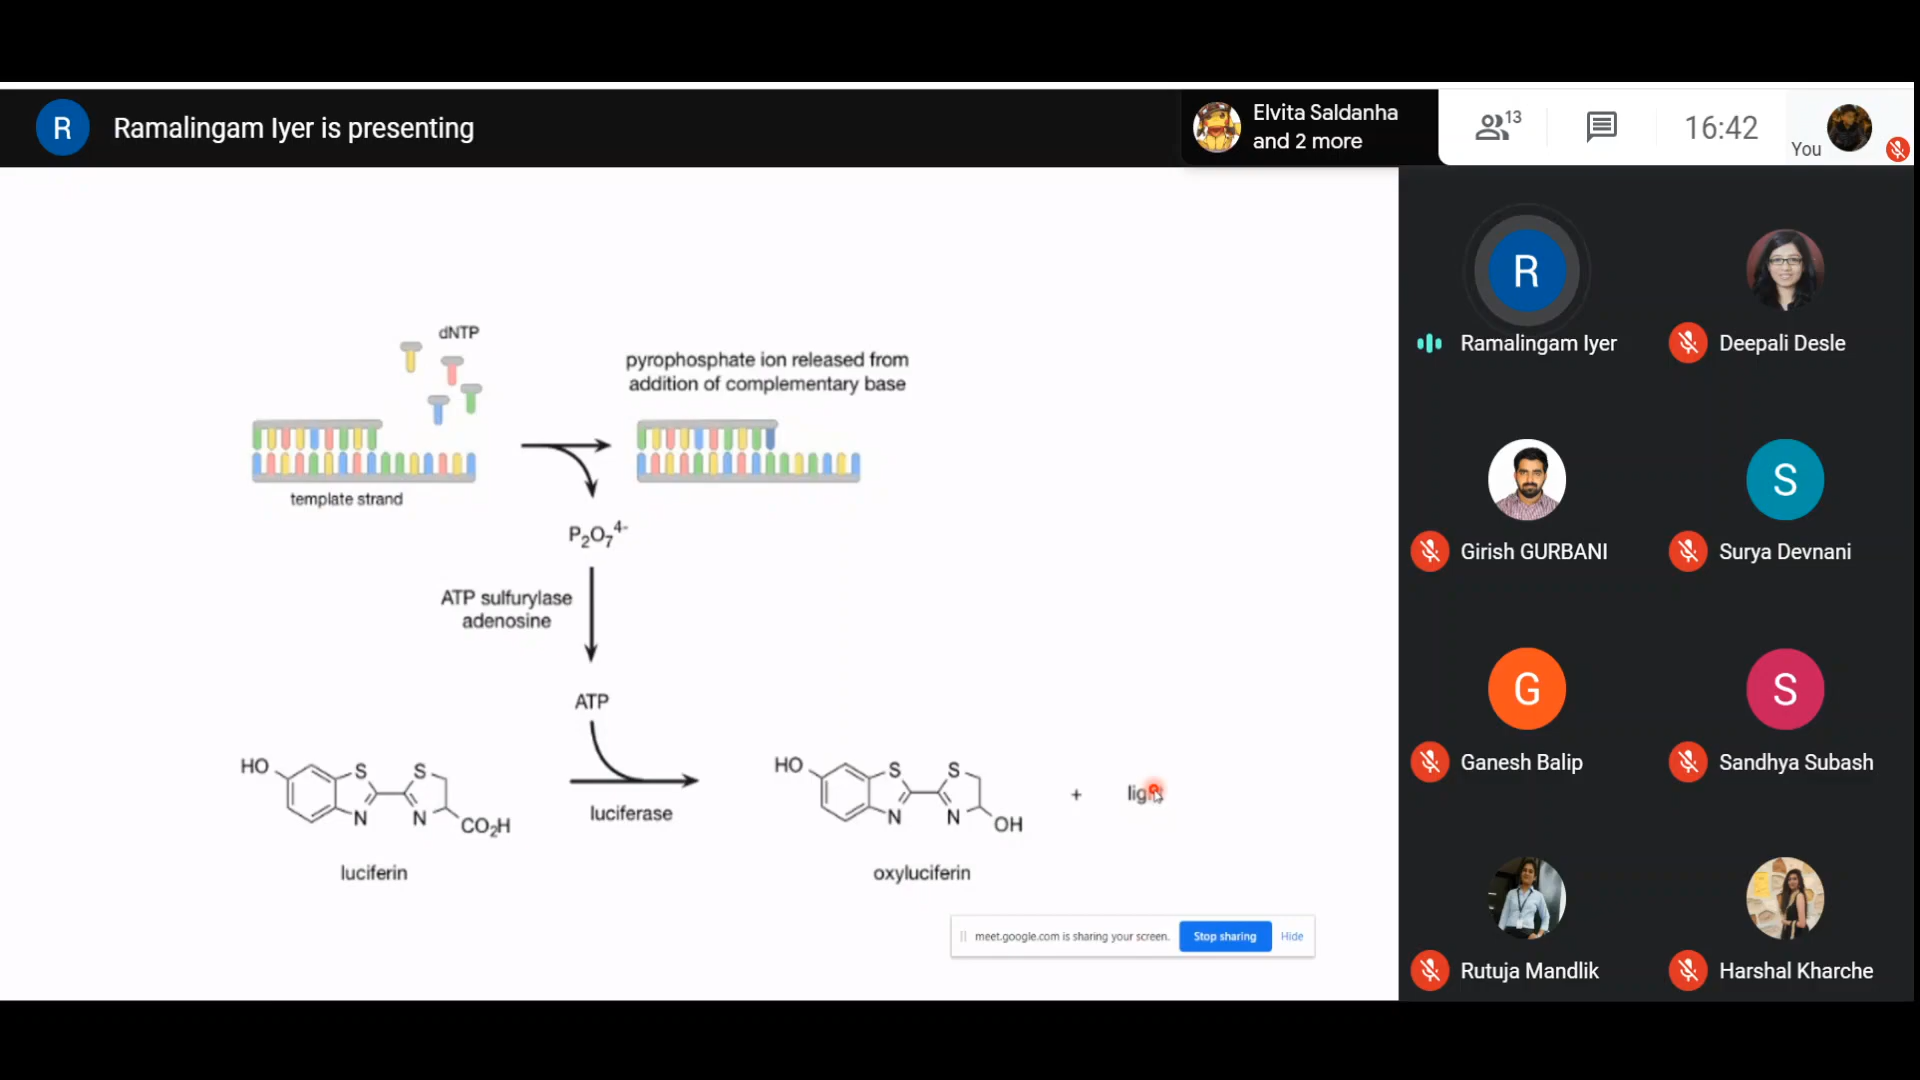 R
Ramalingam Iyer is presenting
Elvita Saldanha
and 2 more
13
16:42
You
dNTP
pyrophosphate ion released from
addition of complementary base
template strand
P₂O₇⁴⁻
ATP sulfurylase
adenosine
ATP
HO
S
S
N
N
CO₂H
luciferase
HO
S
S
N
N
OH
+
luciferin
oxyluciferin
meet.google.com is sharing your screen.
Stop sharing
Hide
R
Ramalingam Iyer
Deepali Desle
Girish GURBANI
S
Surya Devnani
G
Ganesh Balip
S
Sandhya Subash
Rutuja Mandlik
Harshal Kharche